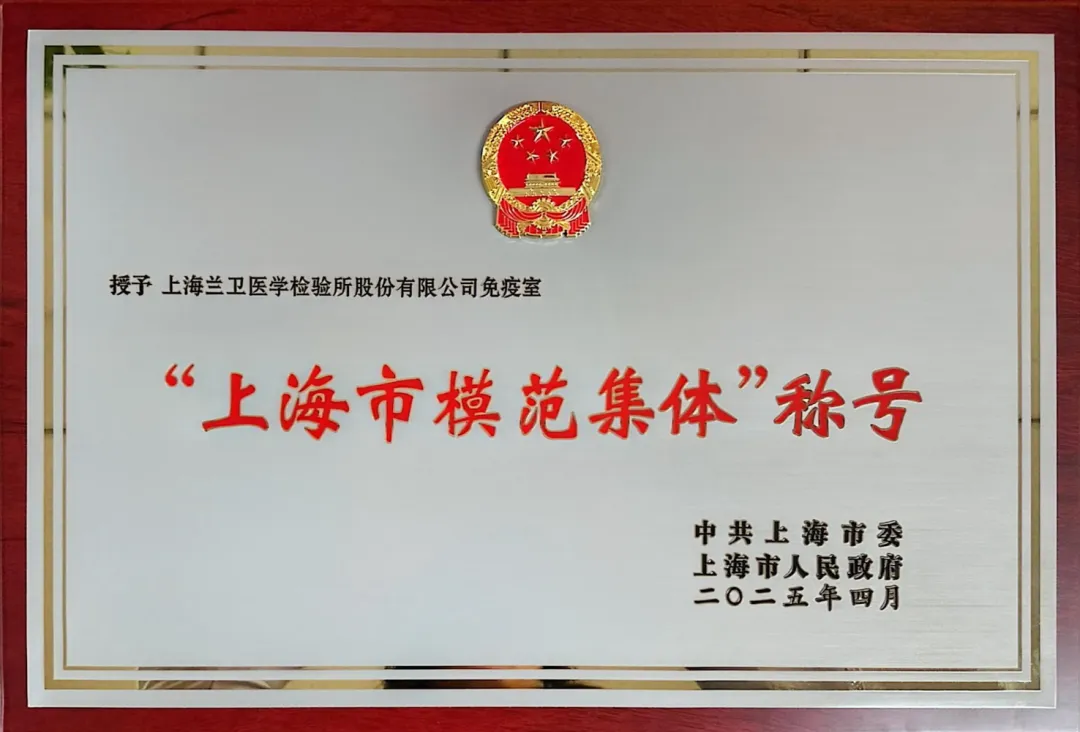 授予 上海兰卫医学检验所股份有限公司免疫室
“上海市模范集体”称号
中共上海市委
上海市人民政府
二〇二五年四月